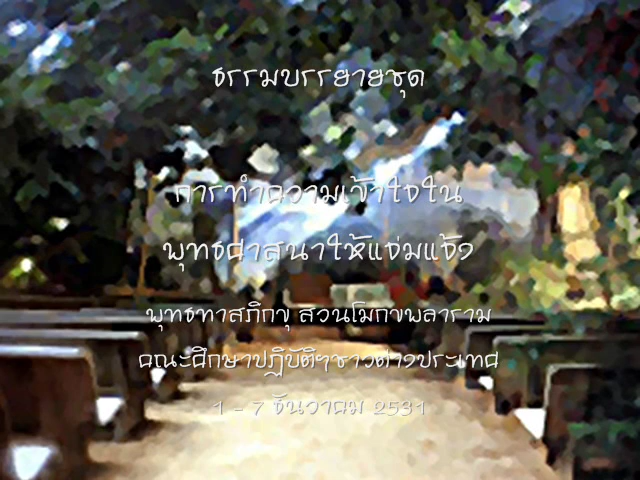 ธรรมบรรยายชุด
การทำความเข้าใจใน
พุทธศาสนาให้แจ่มแจ้ง
พุทธทาสภิกขุ สวนโมกขพลาราม
คณะศึกษาปฏิบัติฯชาวต่างประเทศ
1 - 7 ธันวาคม 2531